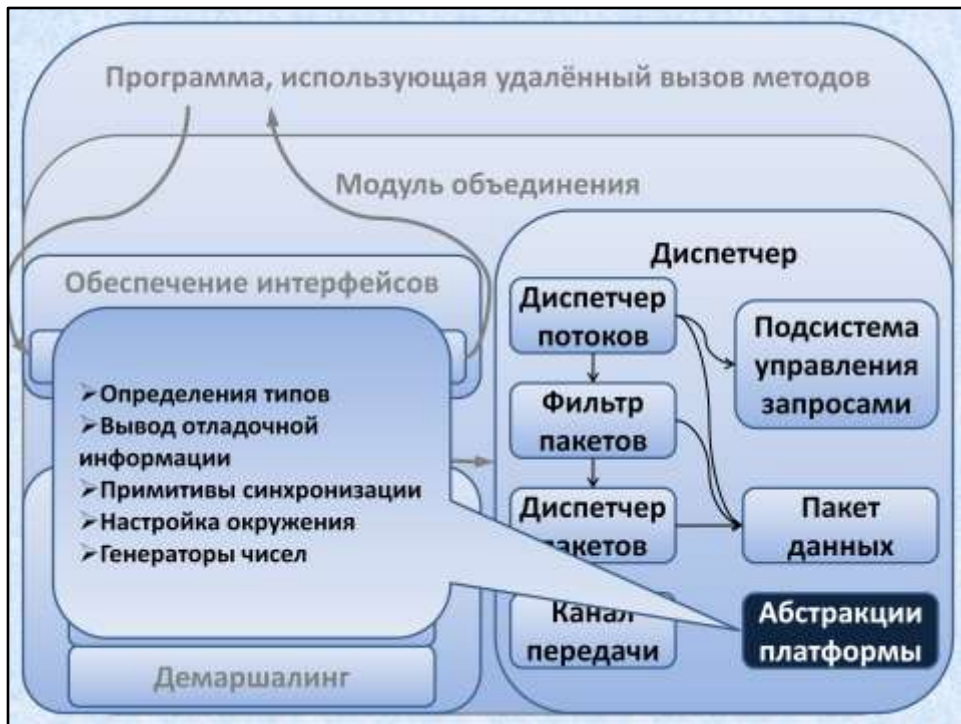 Программа, использующая удалённый вызов методов
Модуль объединения
Обеспечение интерфейсов
➢Определения типов
➢Вывод отладочной
информации
➢Примитивы синхронизации
➢Настройка окружения
➢Генераторы чисел
Демаршалинг
Диспетчер
Диспетчер
потоков
Подсистема
управления
запросами
Фильтр
пакетов
Диспетчер
пакетов
Пакет
данных
Канал
передачи
Абстракции
платформы